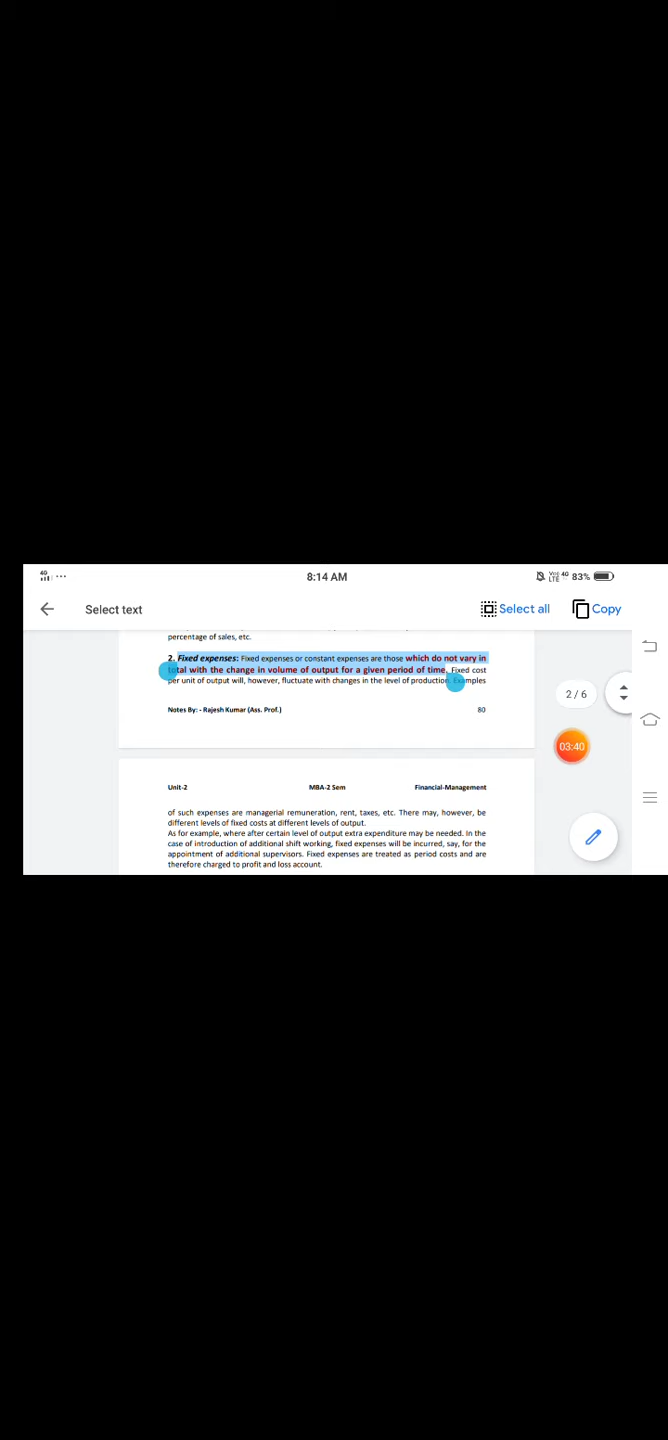 4G ...
8:14 AM
4G 83%
Select text
Select all
Copy
percentage of sales, etc.
2. Fixed expenses: Fixed expenses or constant expenses are those which do not vary in
total with the change in volume of output for a given period of time. Fixed cost
per unit of output will, however, fluctuate with changes in the level of production. Examples
2 / 6
Notes By: - Rajesh Kumar (Ass. Prof.) 80
03:40
Unit-2 MBA-2 Sem Financial-Management
of such expenses are managerial remuneration, rent, taxes, etc. There may, however, be
different levels of fixed costs at different levels of output.
As for example, where after certain level of output extra expenditure may be needed. In the
case of introduction of additional shift working, fixed expenses will be incurred, say, for the
appointment of additional supervisors. Fixed expenses are treated as period costs and are
therefore charged to profit and loss account.